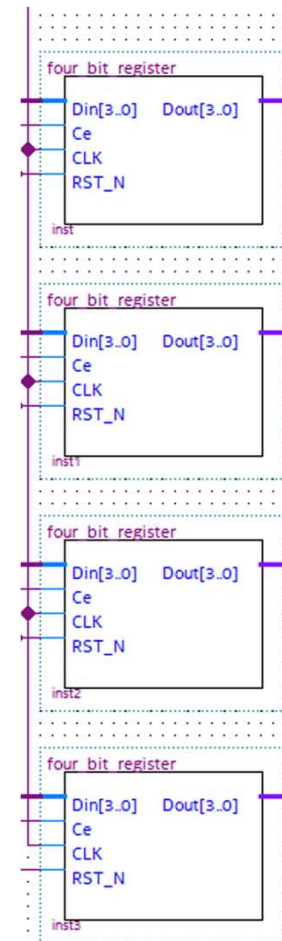 four_bit_register
Din[3..0] Dout[3..0]
Ce
CLK
RST_N
inst
four_bit_register
Din[3..0] Dout[3..0]
Ce
CLK
RST_N
inst1
four_bit_register
Din[3..0] Dout[3..0]
Ce
CLK
RST_N
inst2
four_bit_register
Din[3..0] Dout[3..0]
Ce
CLK
RST_N
inst3